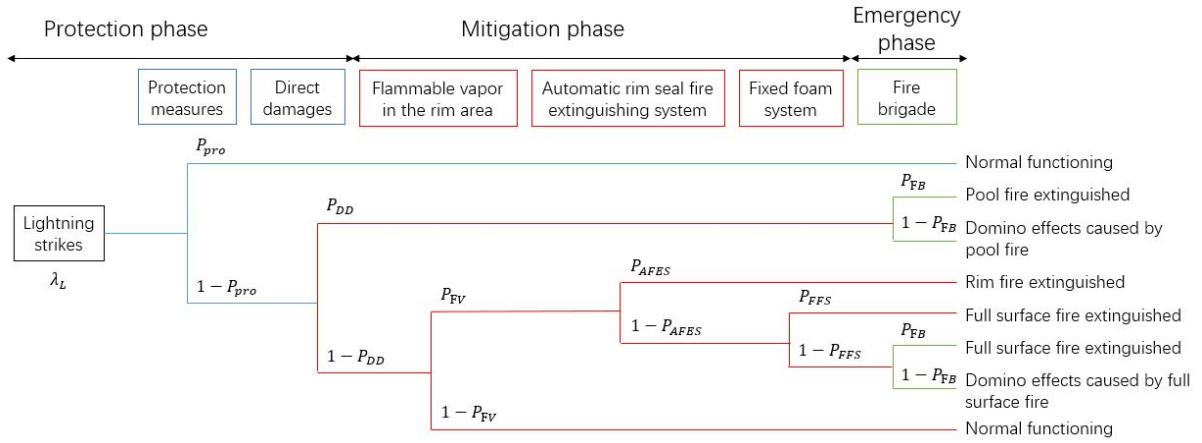 Protection phase
Mitigation phase
Emergency
phase
Protection
measures
Direct
damages
Flammable vapor
in the rim area
Automatic rim seal fire
extinguishing system
Fixed foam
system
Fire
brigade
Lightning
strikes
λ_L
P_pro
1 − P_pro
P_DD
1 − P_DD
P_FV
1 − P_FV
P_AFES
1 − P_AFES
P_FFS
1 − P_FFS
P_FB
1 − P_FB
P_FB
1 − P_FB
Normal functioning
Pool fire extinguished
Domino effects caused by
pool fire
Rim fire extinguished
Full surface fire extinguished
Full surface fire extinguished
Domino effects caused by full
surface fire
Normal functioning